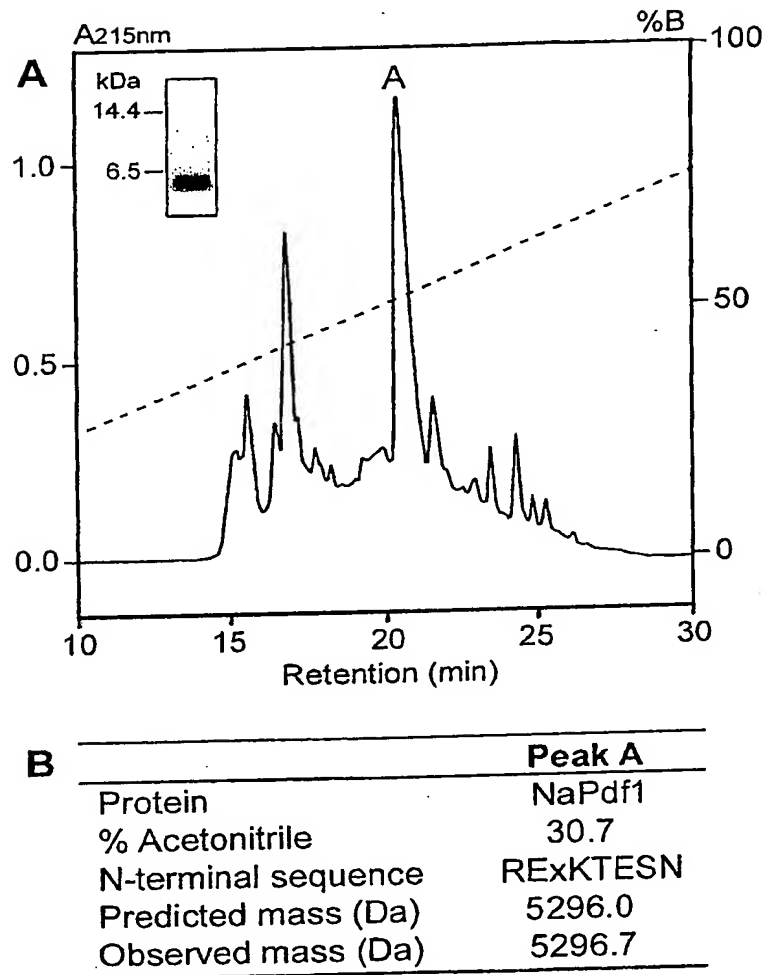 A215nm
%B
A
kDa
14.4
6.5
A
1.0
0.5
0.0
100
50
0
10 15 20 25 30
Retention (min)
B
Peak A
Protein NaPdf1
% Acetonitrile 30.7
N-terminal sequence RExKTESN
Predicted mass (Da) 5296.0
Observed mass (Da) 5296.7